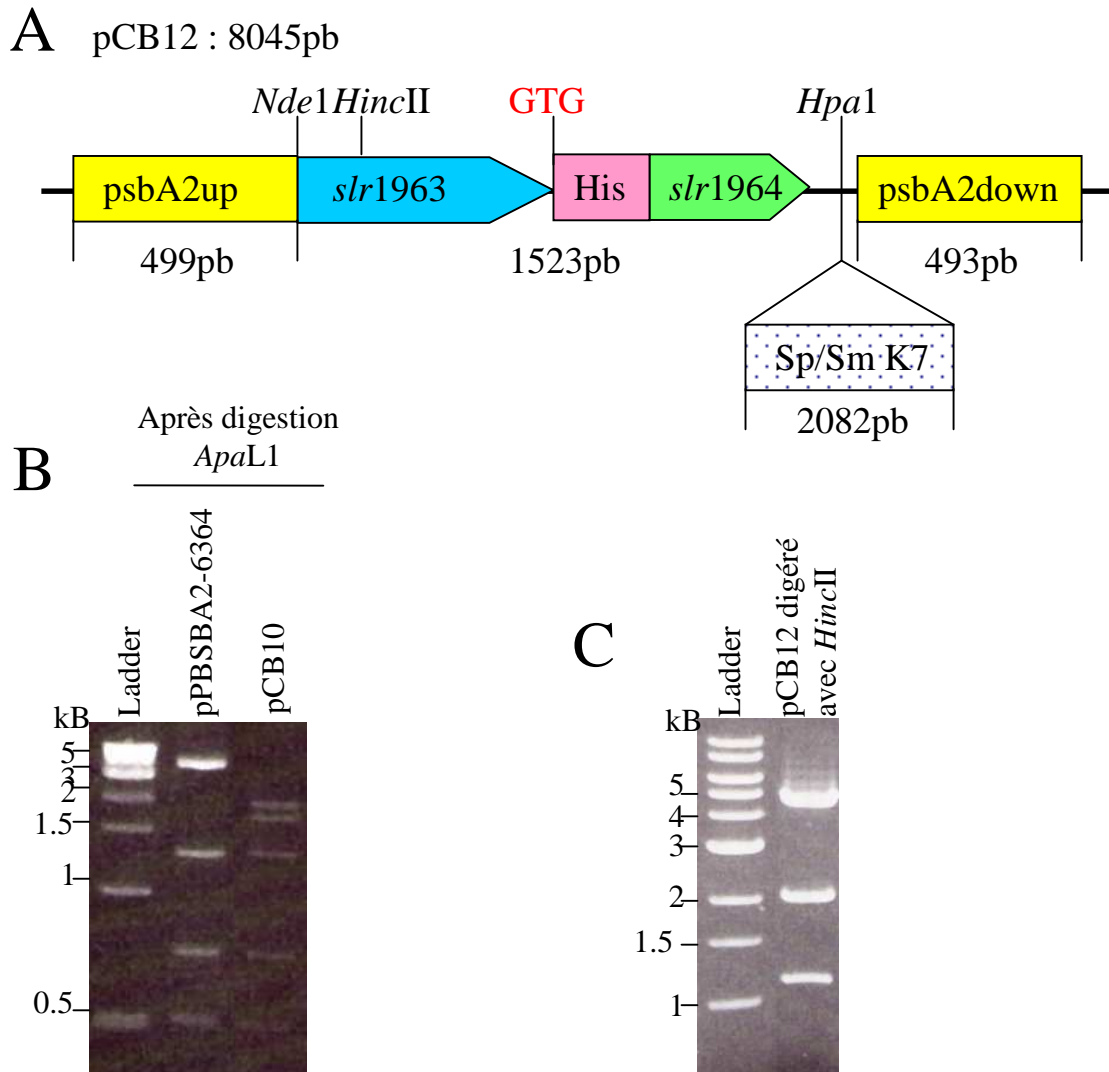 A
pCB12 : 8045pb
Nde1HincII
GTG
Hpa1
psbA2up
slr1963
His
slr1964
psbA2down
499pb
1523pb
493pb
Sp/Sm K7
2082pb
Après digestion
ApaL1
B
Ladder
pPBSBA2-6364
pCB10
kB
5
3
2
1.5
1
0.5
C
Ladder
pCB12 digéré
avec HincII
kB
5
4
3
2
1.5
1